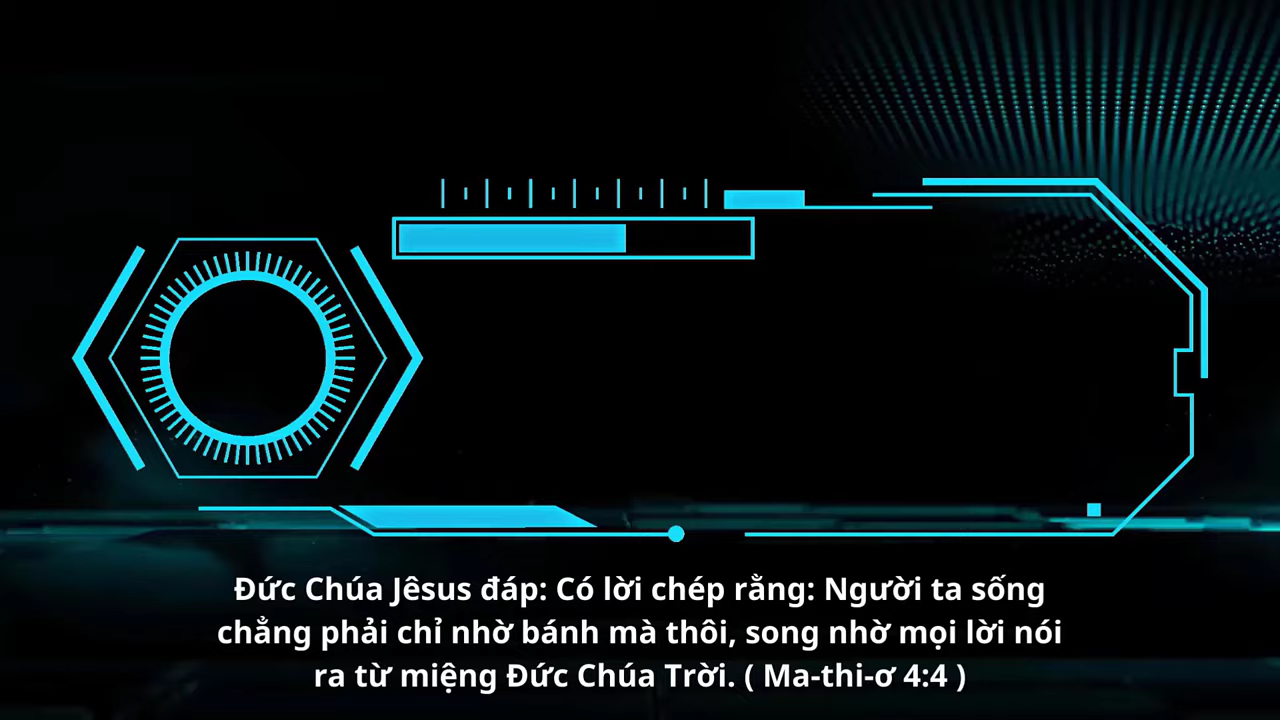 Đức Chúa Jêsus đáp: Có lời chép rằng: Người ta sống
chẳng phải chỉ nhờ bánh mà thôi, song nhờ mọi lời nói
ra từ miệng Đức Chúa Trời. ( Ma-thi-ơ 4:4 )